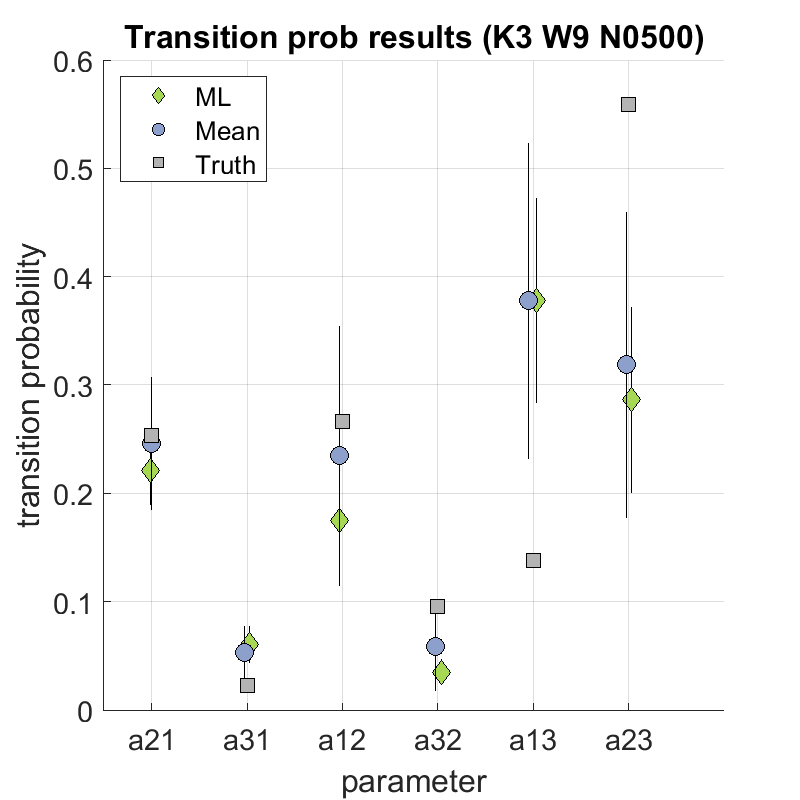 Transition prob results (K3 W9 N0500)
ML
Mean
Truth
0.6
0.5
0.4
0.3
0.2
0.1
0
transition probability
a21 a31 a12 a32 a13 a23
parameter